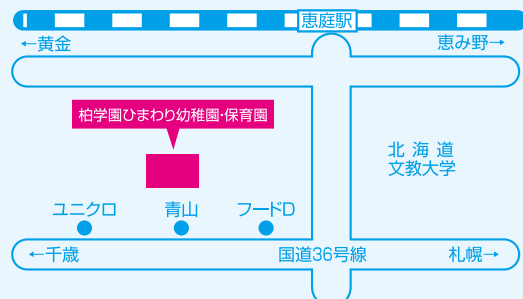 恵庭駅
←黄金
恵み野→
柏学園ひまわり幼稚園・保育園
北海道
文教大学
ユニクロ
青山
フードD
←千歳
国道36号線
札幌→